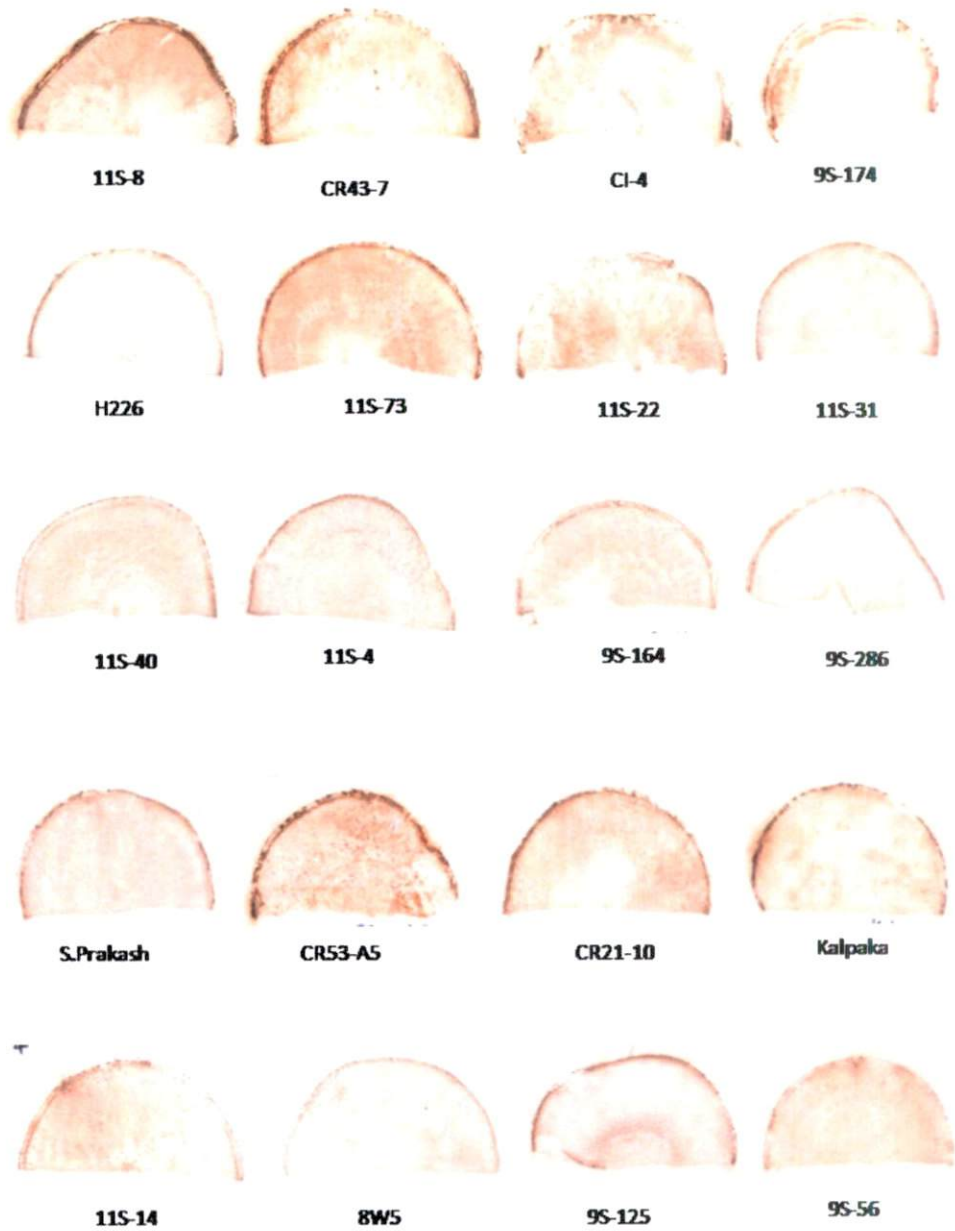 11S-8 CR43-7 CI-4 9S-174
H226 11S-73 11S-22 11S-31
11S-40 11S-4 9S-164 9S-286
S.Prakash CR53-A5 CR21-10 Kalpaka
11S-14 8W5 9S-125 9S-56